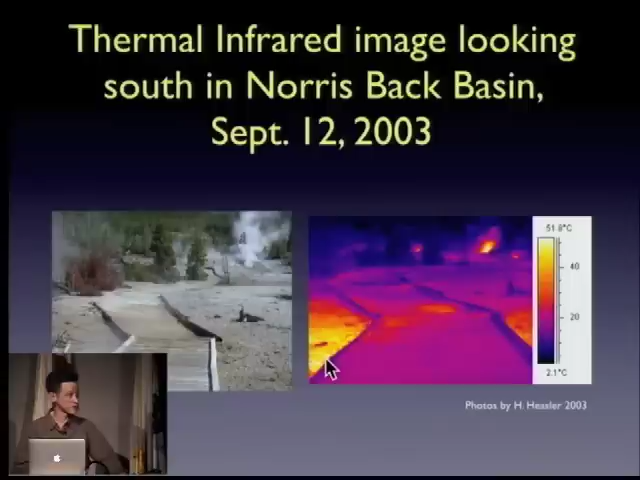 Thermal Infrared image looking
south in Norris Back Basin,
Sept. 12, 2003
51.8°C
40
20
2.1°C
Photos by H. Heasler 2003